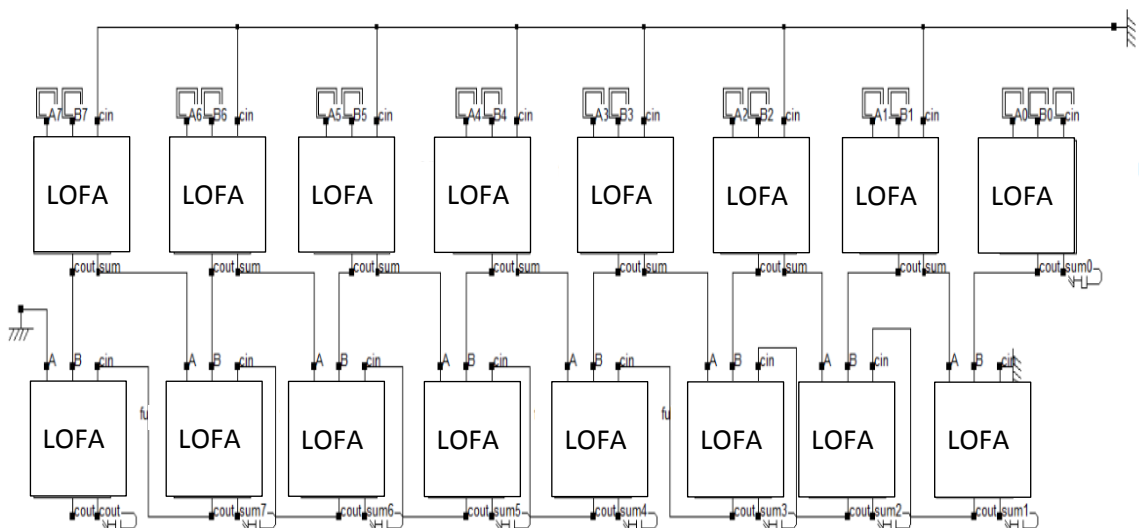 A7 B7 cin A6 B6 cin A5 B5 cin A4 B4 cin A3 B3 cin A2 B2 cin A1 B1 cin A0 B0 cin
LOFA LOFA LOFA LOFA LOFA LOFA LOFA LOFA
cout sum cout sum cout sum cout sum cout sum cout sum cout sum cout sum0
A B cin A B cin A B cin A B cin A B cin A B cin A B cin A B cin
fu fu
LOFA LOFA LOFA LOFA LOFA LOFA LOFA LOFA
cout cout cout sum7 cout sum6 cout sum5 cout sum4 cout sum3 cout sum2 cout sum1